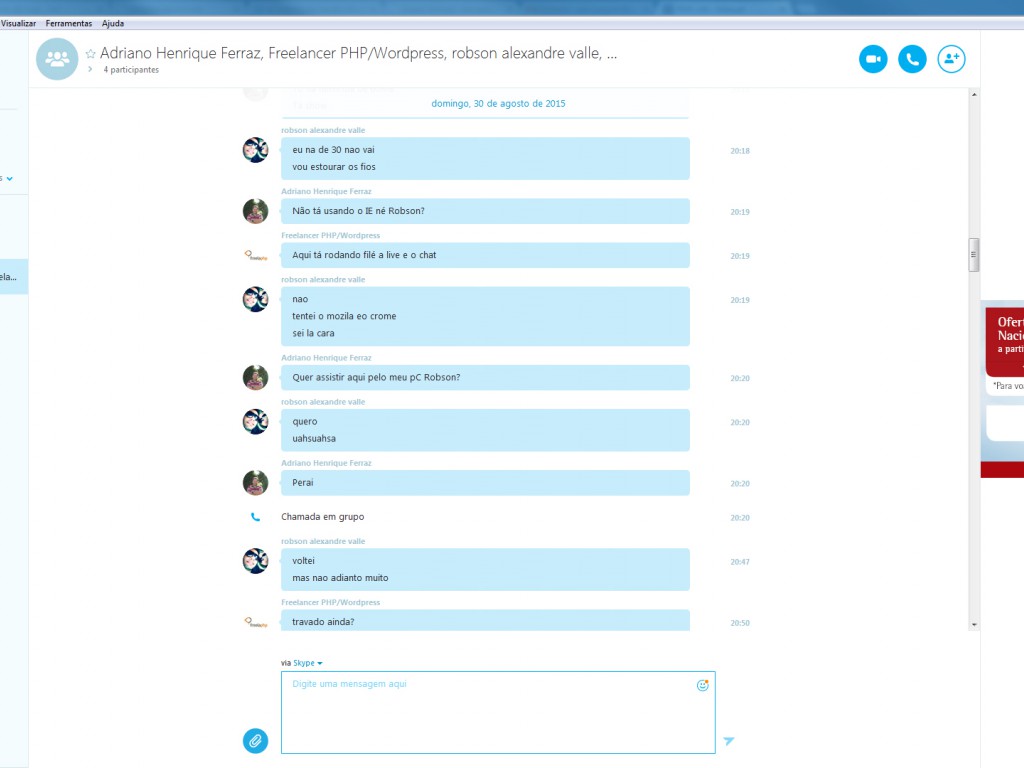 Visualizar Ferramentas Ajuda
Adriano Henrique Ferraz, Freelancer PHP/Wordpress, robson alexandre valle, ...
4 participantes
domingo, 30 de agosto de 2015
robson alexandre valle
eu na de 30 nao vai 20:18
vou estourar os fios
Adriano Henrique Ferraz
Não tá usando o IE né Robson? 20:19
Freelancer PHP/Wordpress
Aqui tá rodando filé a live e o chat 20:19
robson alexandre valle
nao 20:19
tentei o mozila eo crome
sei la cara
Adriano Henrique Ferraz
Quer assistir aqui pelo meu pC Robson? 20:20
robson alexandre valle
quero 20:20
uahsuahsa
Adriano Henrique Ferraz
Perai 20:20
Chamada em grupo 20:20
robson alexandre valle
voltei 20:47
mas nao adianto muito
Freelancer PHP/Wordpress
travado ainda? 20:50
via Skype
Digite uma mensagem aqui
s
ela...
Ofert
Nacio
a parti
*Para vo